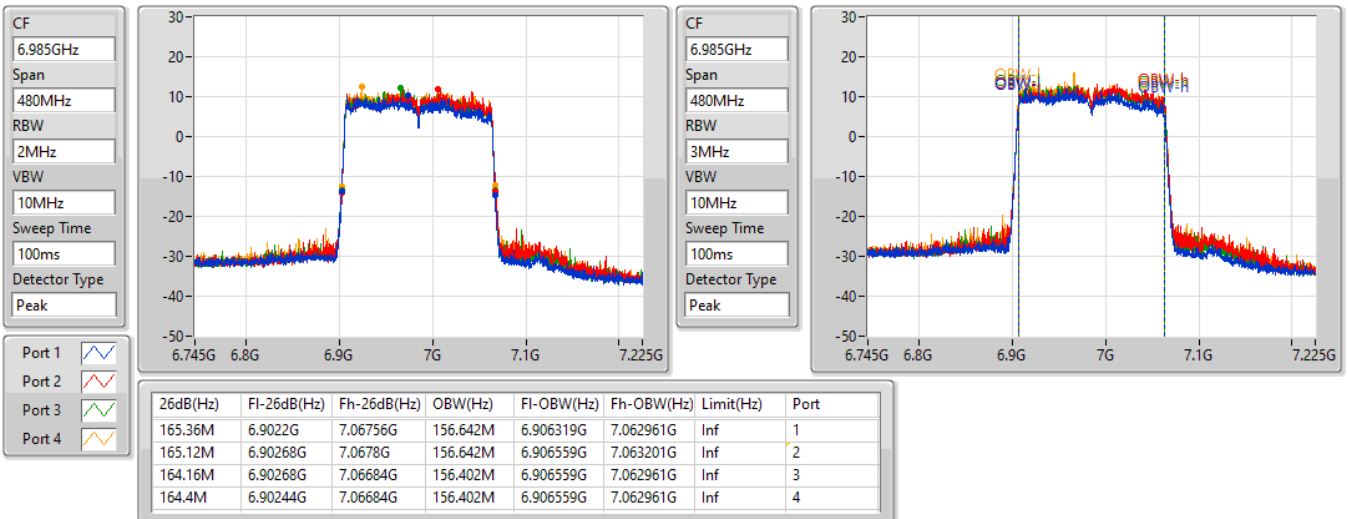 CF
6.985GHz
Span
480MHz
RBW
2MHz
VBW
10MHz
Sweep Time
100ms
Detector Type
Peak
30
20
10
0
-10
-20
-30
-40
-50
6.745G 6.8G 6.9G 7G 7.1G 7.225G
CF
6.985GHz
Span
480MHz
RBW
3MHz
VBW
10MHz
Sweep Time
100ms
Detector Type
Peak
30
20
10
0
-10
-20
-30
-40
-50
OBW-l OBW-h
6.745G 6.8G 6.9G 7G 7.1G 7.225G
Port 1
Port 2
Port 3
Port 4
26dB(Hz) Fl-26dB(Hz) Fh-26dB(Hz) OBW(Hz) Fl-OBW(Hz) Fh-OBW(Hz) Limit(Hz) Port
165.36M 6.9022G 7.06756G 156.642M 6.906319G 7.062961G Inf 1
165.12M 6.90268G 7.0678G 156.642M 6.906559G 7.063201G Inf 2
164.16M 6.90268G 7.06684G 156.402M 6.906559G 7.062961G Inf 3
164.4M 6.90244G 7.06684G 156.402M 6.906559G 7.062961G Inf 4